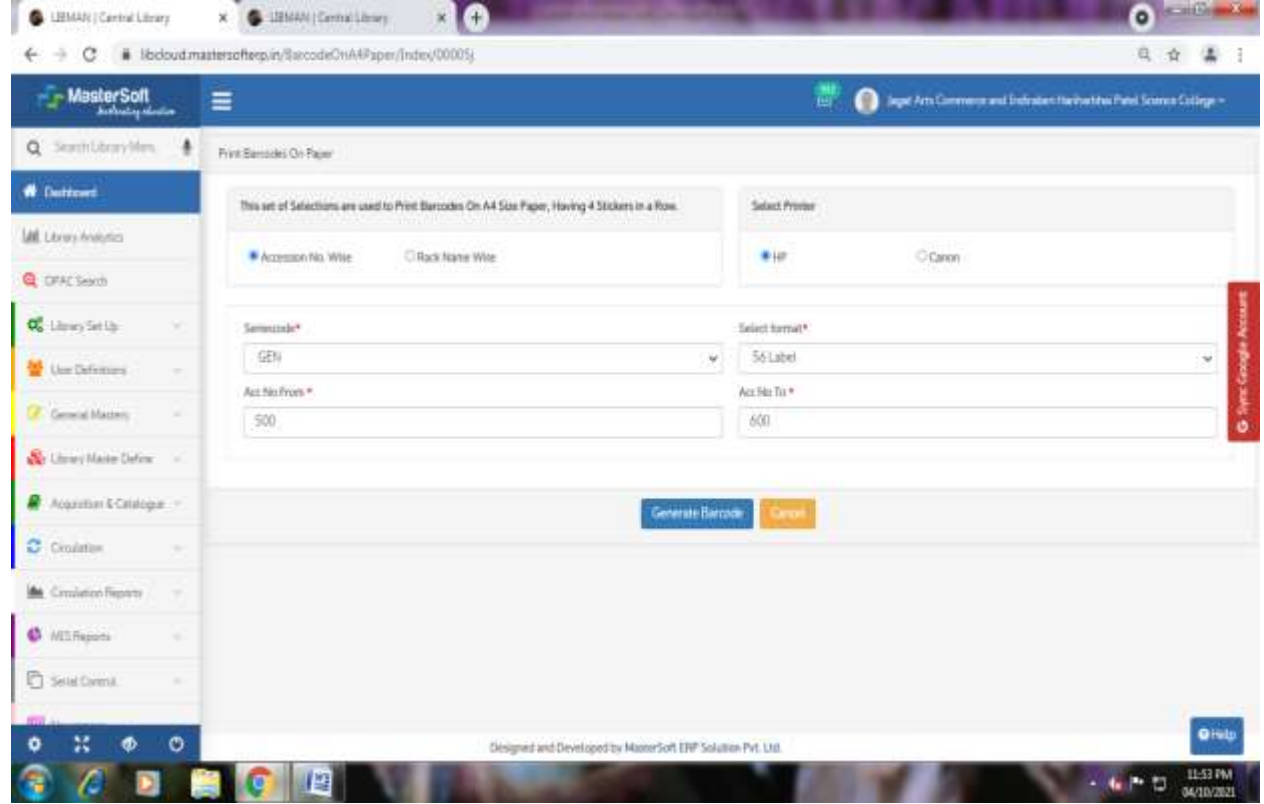 LIBMAN | Central Library
LIBMAN | Central Library
libcloud.mastersofterp.in/BarcodeOnA4Paper/Index/00005j
MasterSoft
Accelerating education
Jagat Arts Commerce and Indiraben Hariharbhai Patel Science College
Search Library Menu
Print Barcodes On Paper
Dashboard
This set of Selections are used to Print Barcodes On A4 Size Paper, Having 4 Stickers in a Row.
Select Printer
Library Analytics
Accession No. Wise
Rack Name Wise
HP
Canon
OPAC Search
Sync Google Account
Library Set Up
Seriescode*
Select format*
GEN
56 Label
User Definitions
Acc No From *
Acc No To *
General Masters
500
600
Library Master Define
Acquisition & Catalogue
Generate Barcode
Cancel
Circulation
Circulation Reports
MIS Reports
Serial Control
Help
Designed and Developed by MasterSoft ERP Solution Pvt. Ltd.
11:53 PM
04/10/2021